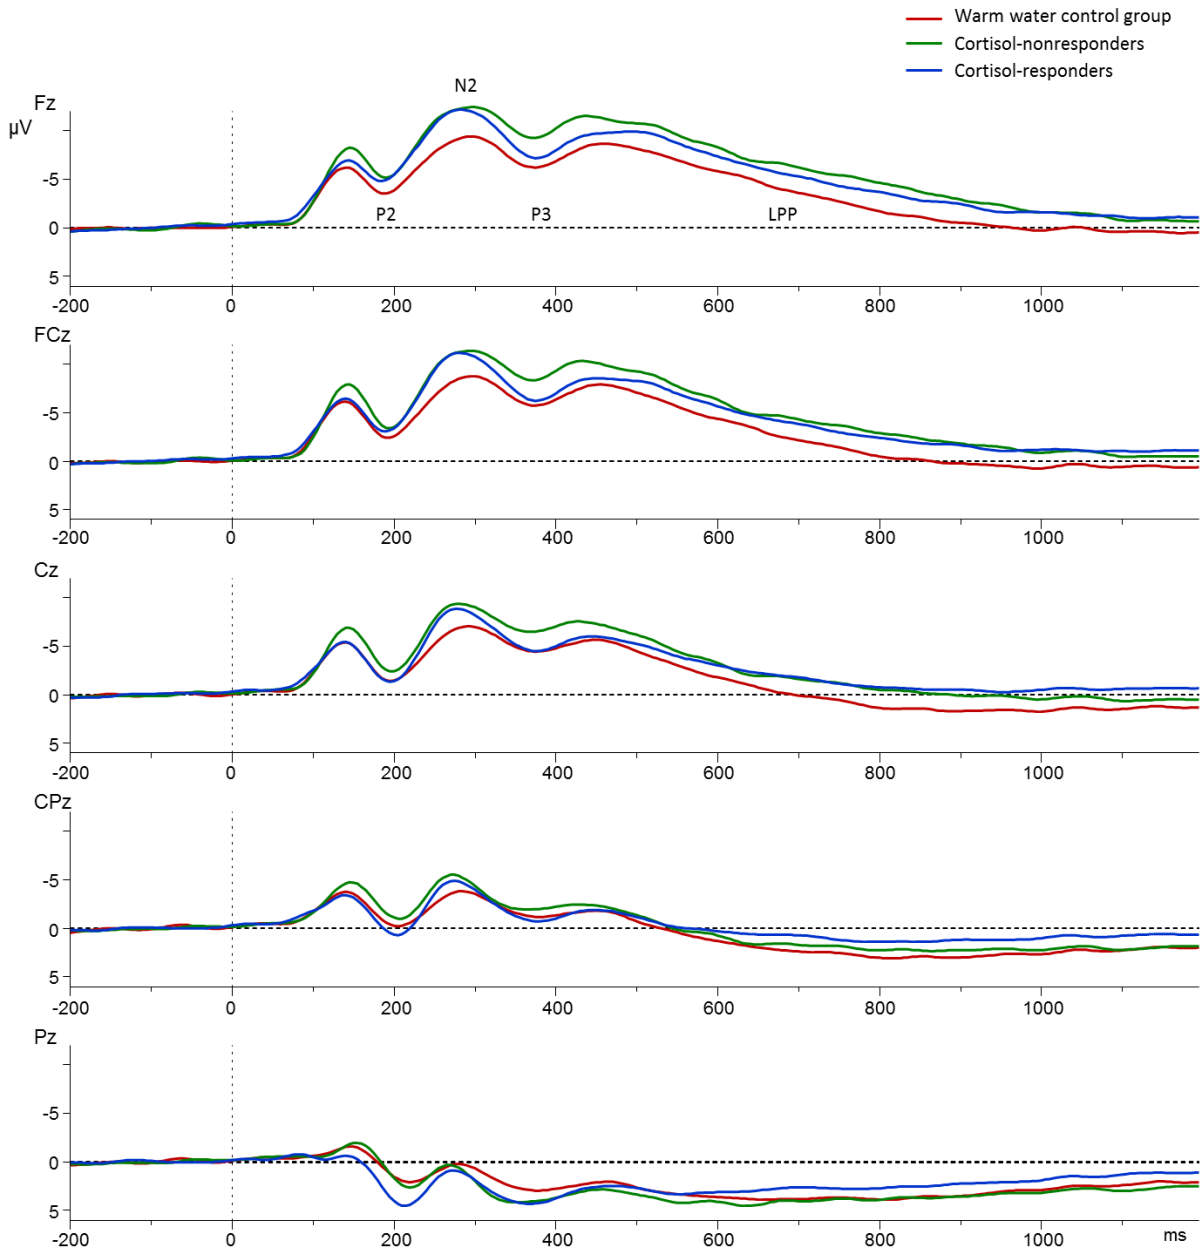 Warm water control group
Cortisol-nonresponders
Cortisol-responders
N2
Fz
µV
-5
P2 P3 LPP
0
5
-200 0 200 400 600 800 1000
FCz
-5
0
5
-200 0 200 400 600 800 1000
Cz
-5
0
5
-200 0 200 400 600 800 1000
CPz
-5
0
5
-200 0 200 400 600 800 1000
Pz
-5
0
5
-200 0 200 400 600 800 1000 ms